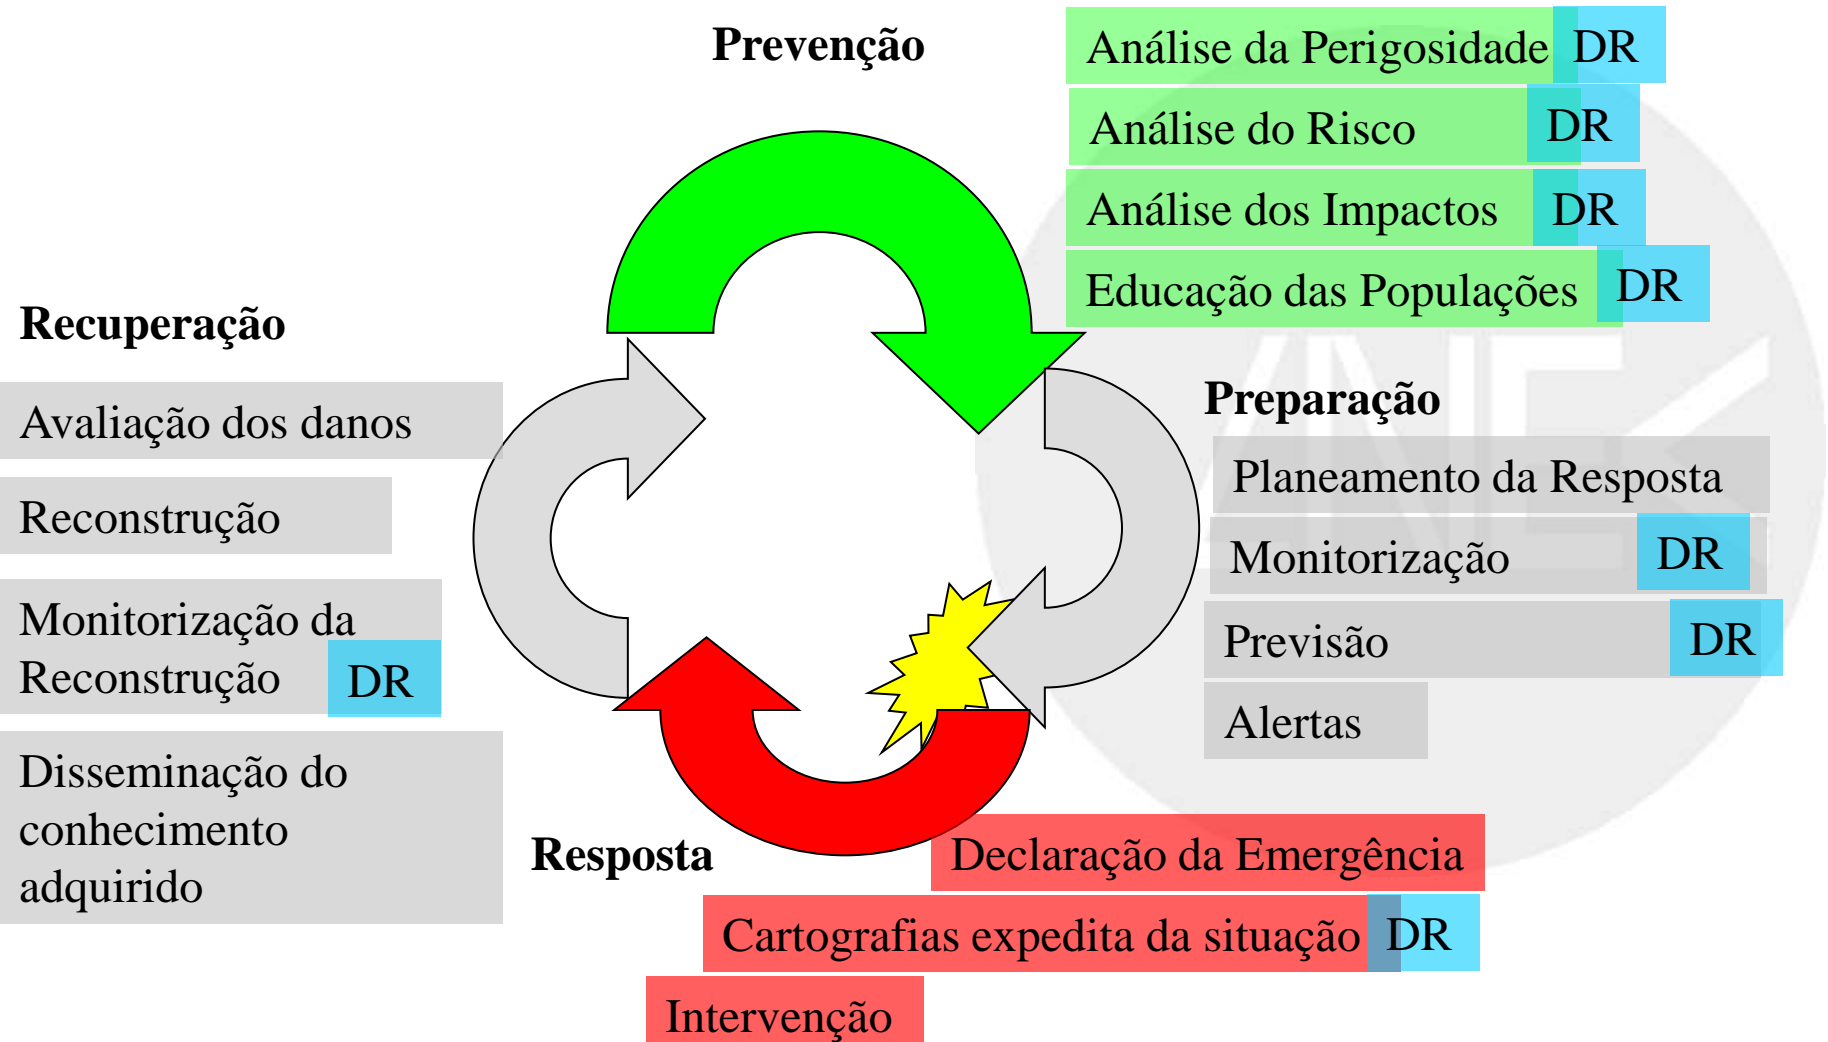 Prevenção
Análise da Perigosidade DR
Análise do Risco DR
Análise dos Impactos DR
Educação das Populações DR
Preparação
Planeamento da Resposta
Monitorização DR
Previsão DR
Alertas
Resposta
Declaração da Emergência
Cartografias expedita da situação DR
Intervenção
Recuperação
Avaliação dos danos
Reconstrução
Monitorização da
Reconstrução DR
Disseminação do
conhecimento
adquirido